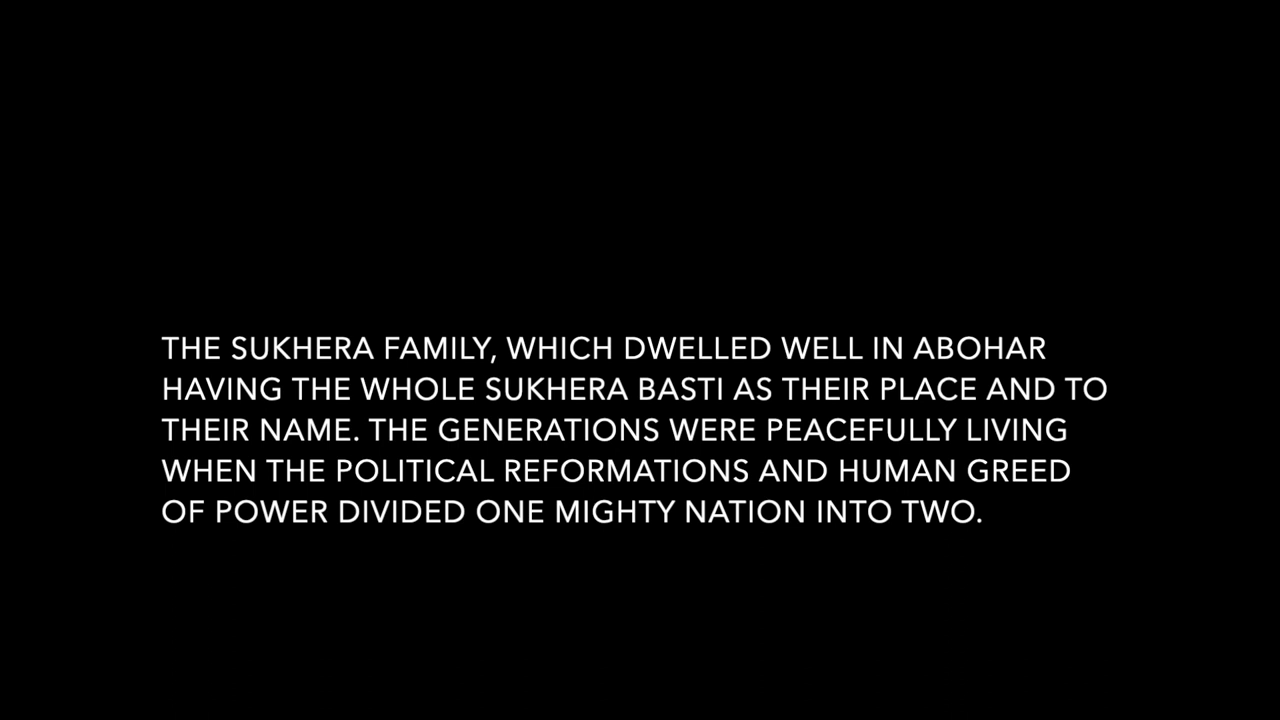 THE SUKHERA FAMILY, WHICH DWELLED WELL IN ABOHAR
HAVING THE WHOLE SUKHERA BASTI AS THEIR PLACE AND TO
THEIR NAME. THE GENERATIONS WERE PEACEFULLY LIVING
WHEN THE POLITICAL REFORMATIONS AND HUMAN GREED
OF POWER DIVIDED ONE MIGHTY NATION INTO TWO.